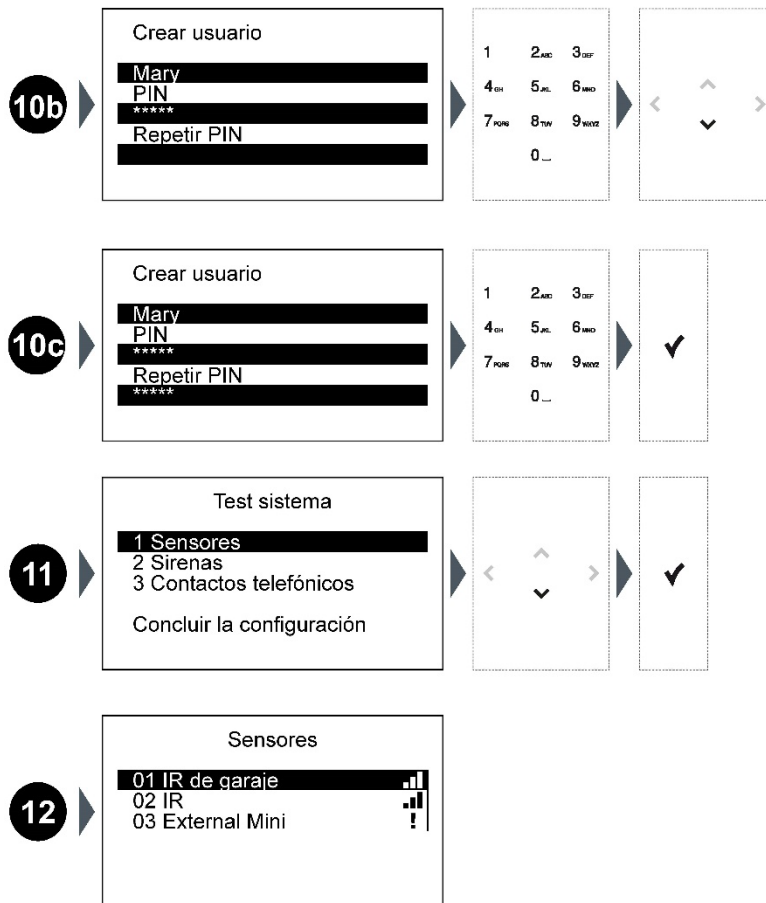 10b
Crear usuario
Mary
PIN
*****
Repetir PIN
1 2ABC 3DEF
4GHI 5JKL 6MNO
7PQRS 8TUV 9WXYZ
0
10c
Crear usuario
Mary
PIN
*****
Repetir PIN
*****
1 2ABC 3DEF
4GHI 5JKL 6MNO
7PQRS 8TUV 9WXYZ
0
11
Test sistema
1 Sensores
2 Sirenas
3 Contactos telefónicos
Concluir la configuración
12
Sensores
01 IR de garaje
02 IR
03 External Mini !